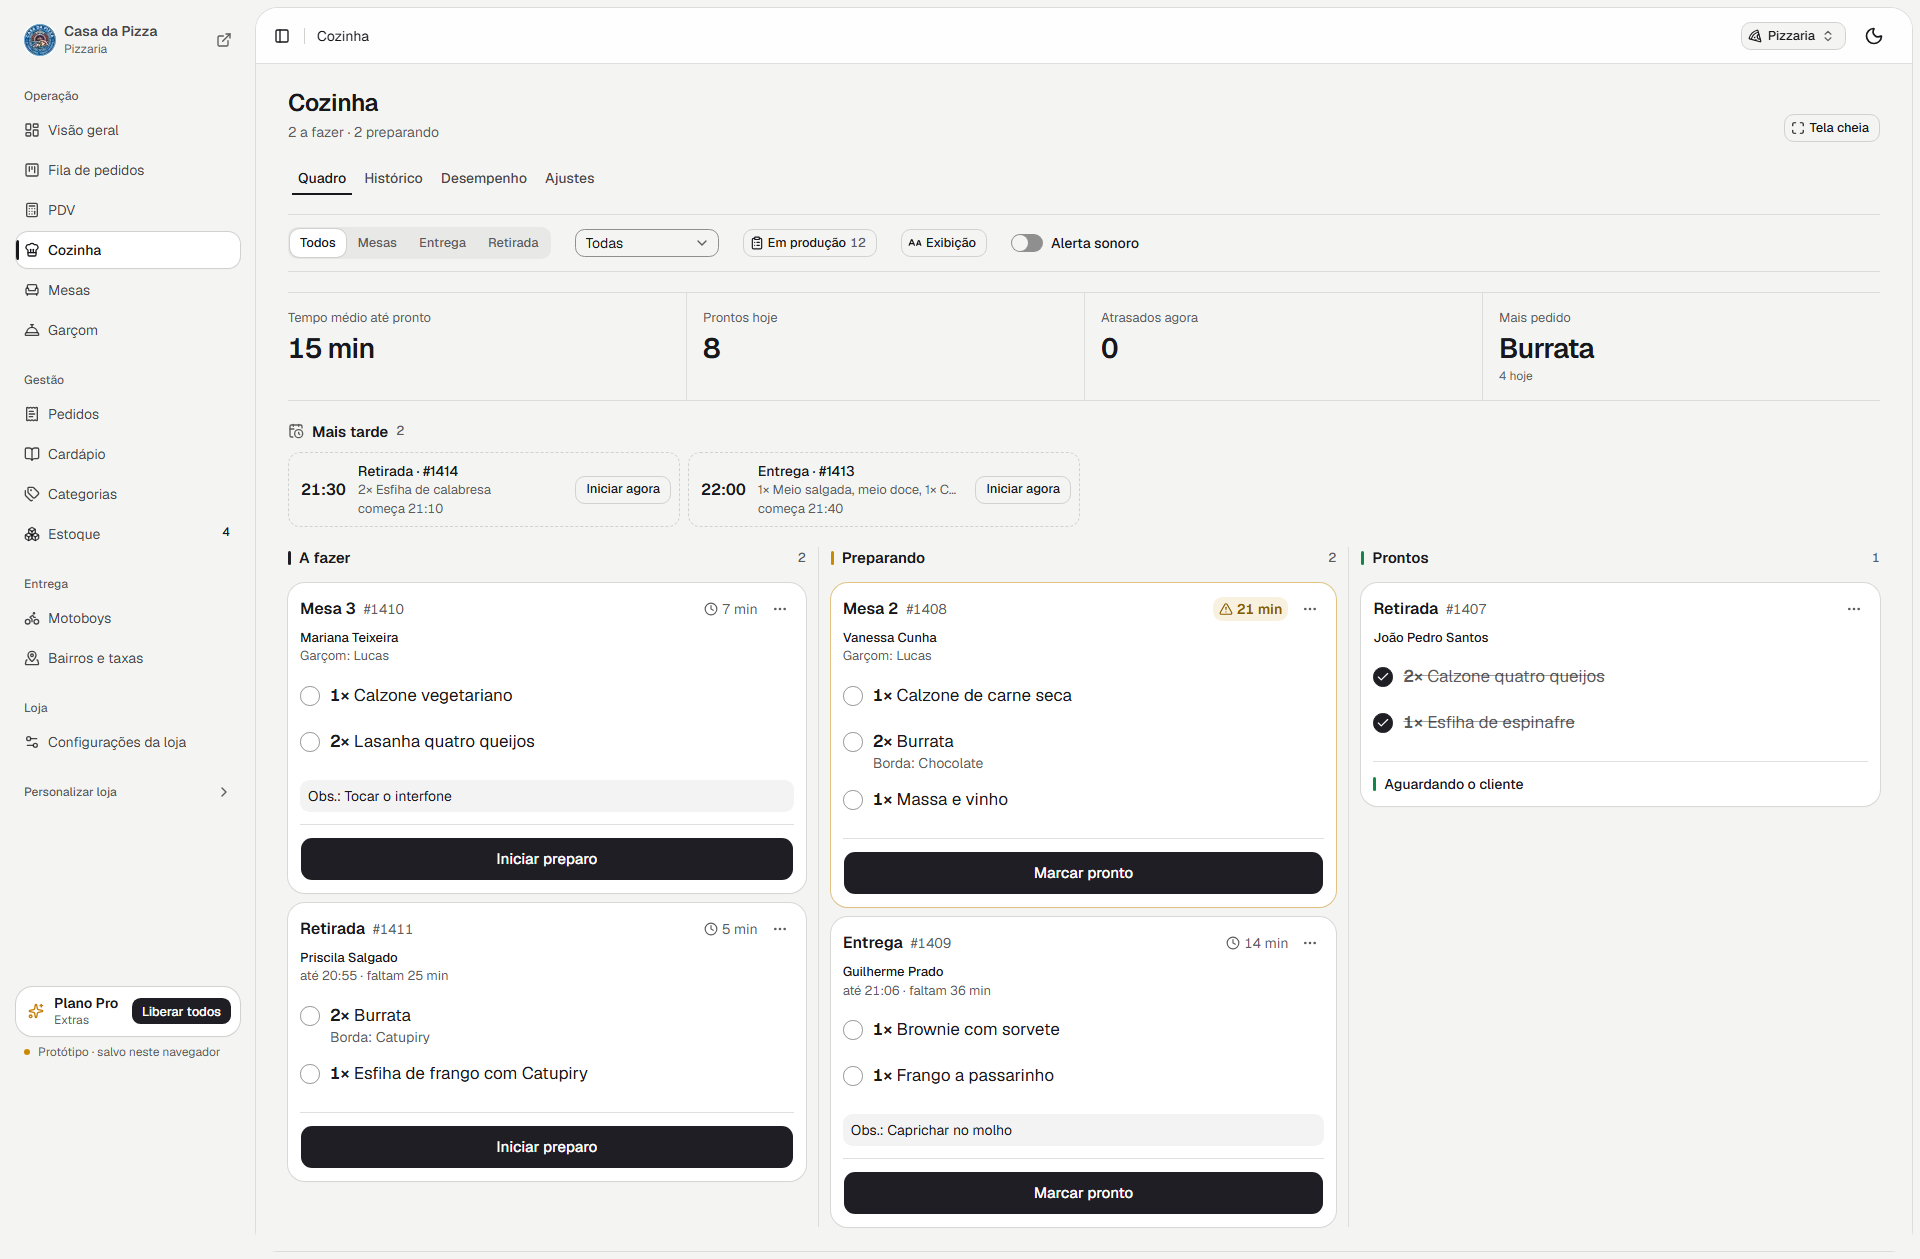 Casa da Pizza
Pizzaria
Operação
Visão geral
Fila de pedidos
PDV
Cozinha
Mesas
Garçom
Gestão
Pedidos
Cardápio
Categorias
Estoque 4
Entrega
Motoboys
Bairros e taxas
Loja
Configurações da loja
Personalizar loja
Plano Pro
Extras
Liberar todos
Protótipo · salvo neste navegador
Cozinha
Pizzaria
Cozinha
2 a fazer · 2 preparando
Tela cheia
Quadro Histórico Desempenho Ajustes
Todos Mesas Entrega Retirada Todas Em produção 12 AA Exibição Alerta sonoro
Tempo médio até pronto
15 min
Prontos hoje
8
Atrasados agora
0
Mais pedido
Burrata
4 hoje
Mais tarde 2
21:30
Retirada · #1414
2× Esfiha de calabresa
começa 21:10
Iniciar agora
22:00
Entrega · #1413
1× Meio salgada, meio doce, 1× C...
começa 21:40
Iniciar agora
A fazer 2
Mesa 3 #1410 7 min
Mariana Teixeira
Garçom: Lucas
1× Calzone vegetariano
2× Lasanha quatro queijos
Obs.: Tocar o interfone
Iniciar preparo
Retirada #1411 5 min
Priscila Salgado
até 20:55 · faltam 25 min
2× Burrata
Borda: Catupiry
1× Esfiha de frango com Catupiry
Iniciar preparo
Preparando 2
Mesa 2 #1408 21 min
Vanessa Cunha
Garçom: Lucas
1× Calzone de carne seca
2× Burrata
Borda: Chocolate
1× Massa e vinho
Marcar pronto
Entrega #1409 14 min
Guilherme Prado
até 21:06 · faltam 36 min
1× Brownie com sorvete
1× Frango a passarinho
Obs.: Caprichar no molho
Marcar pronto
Prontos 1
Retirada #1407
João Pedro Santos
2× Calzone quatro queijos
1× Esfiha de espinafre
Aguardando o cliente